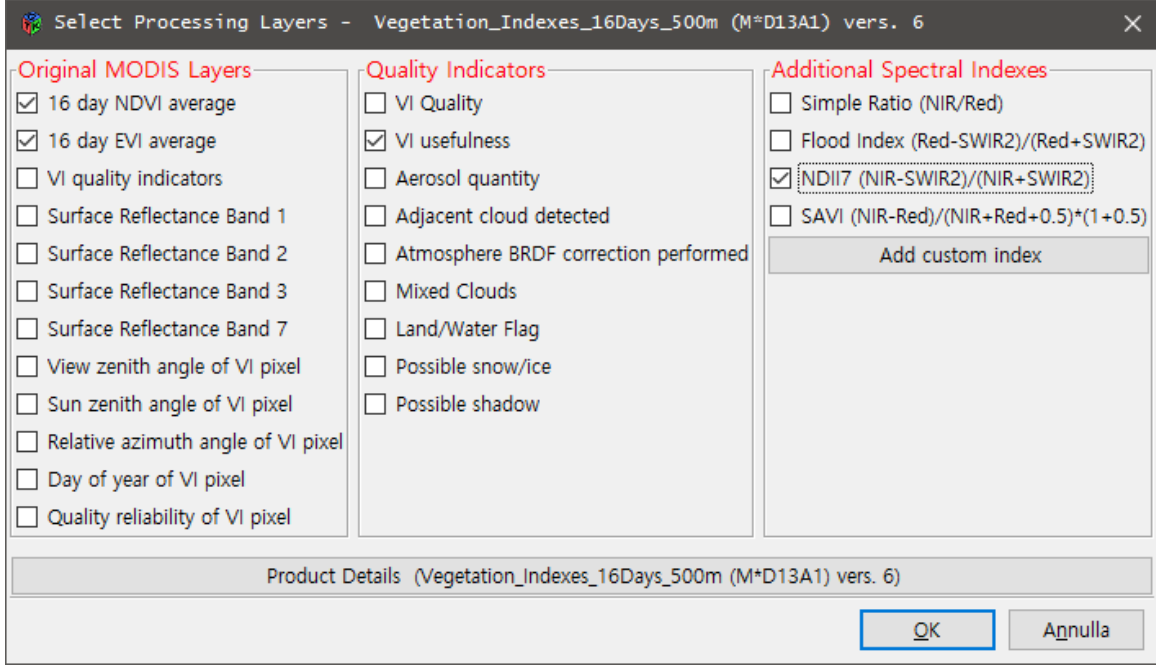 Select Processing Layers -  Vegetation_Indexes_16Days_500m (M*D13A1) vers. 6
Original MODIS Layers
16 day NDVI average
16 day EVI average
VI quality indicators
Surface Reflectance Band 1
Surface Reflectance Band 2
Surface Reflectance Band 3
Surface Reflectance Band 7
View zenith angle of VI pixel
Sun zenith angle of VI pixel
Relative azimuth angle of VI pixel
Day of year of VI pixel
Quality reliability of VI pixel
Quality Indicators
VI Quality
VI usefulness
Aerosol quantity
Adjacent cloud detected
Atmosphere BRDF correction performed
Mixed Clouds
Land/Water Flag
Possible snow/ice
Possible shadow
Additional Spectral Indexes
Simple Ratio (NIR/Red)
Flood Index (Red-SWIR2)/(Red+SWIR2)
NDII7 (NIR-SWIR2)/(NIR+SWIR2)
SAVI (NIR-Red)/(NIR+Red+0.5)*(1+0.5)
Add custom index
Product Details  (Vegetation_Indexes_16Days_500m (M*D13A1) vers. 6)
OK
Annulla